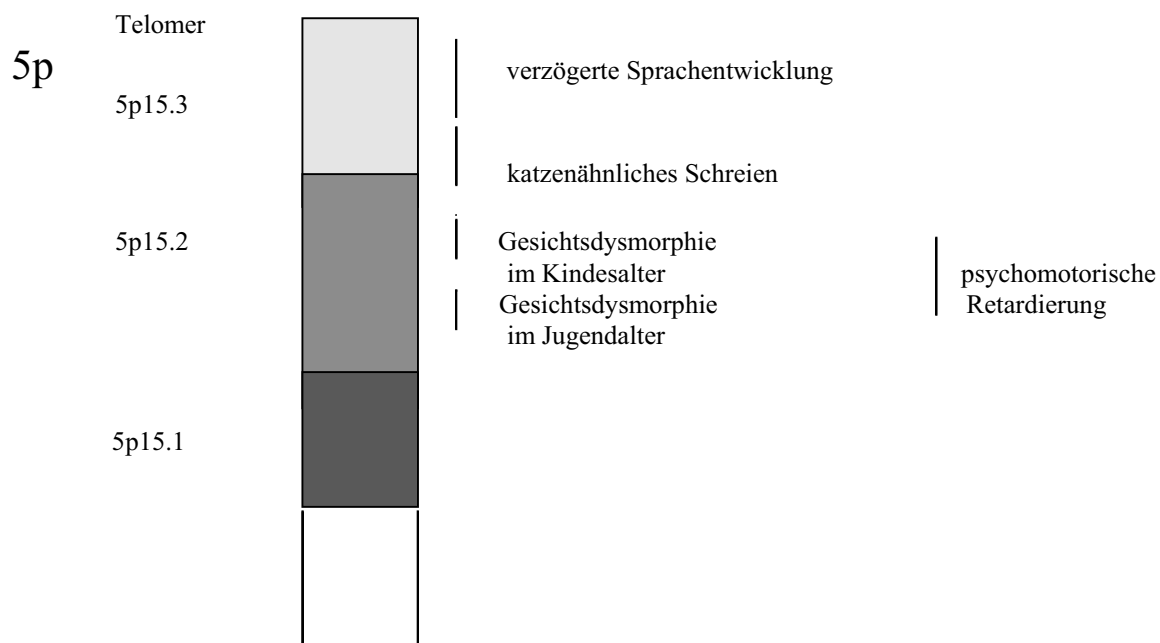 Telomer
5p
verzögerte Sprachentwicklung
5p15.3
katzenähnliches Schreien
5p15.2
Gesichtsdysmorphie
im Kindesalter
Gesichtsdysmorphie
im Jugendalter
psychomotorische
Retardierung
5p15.1